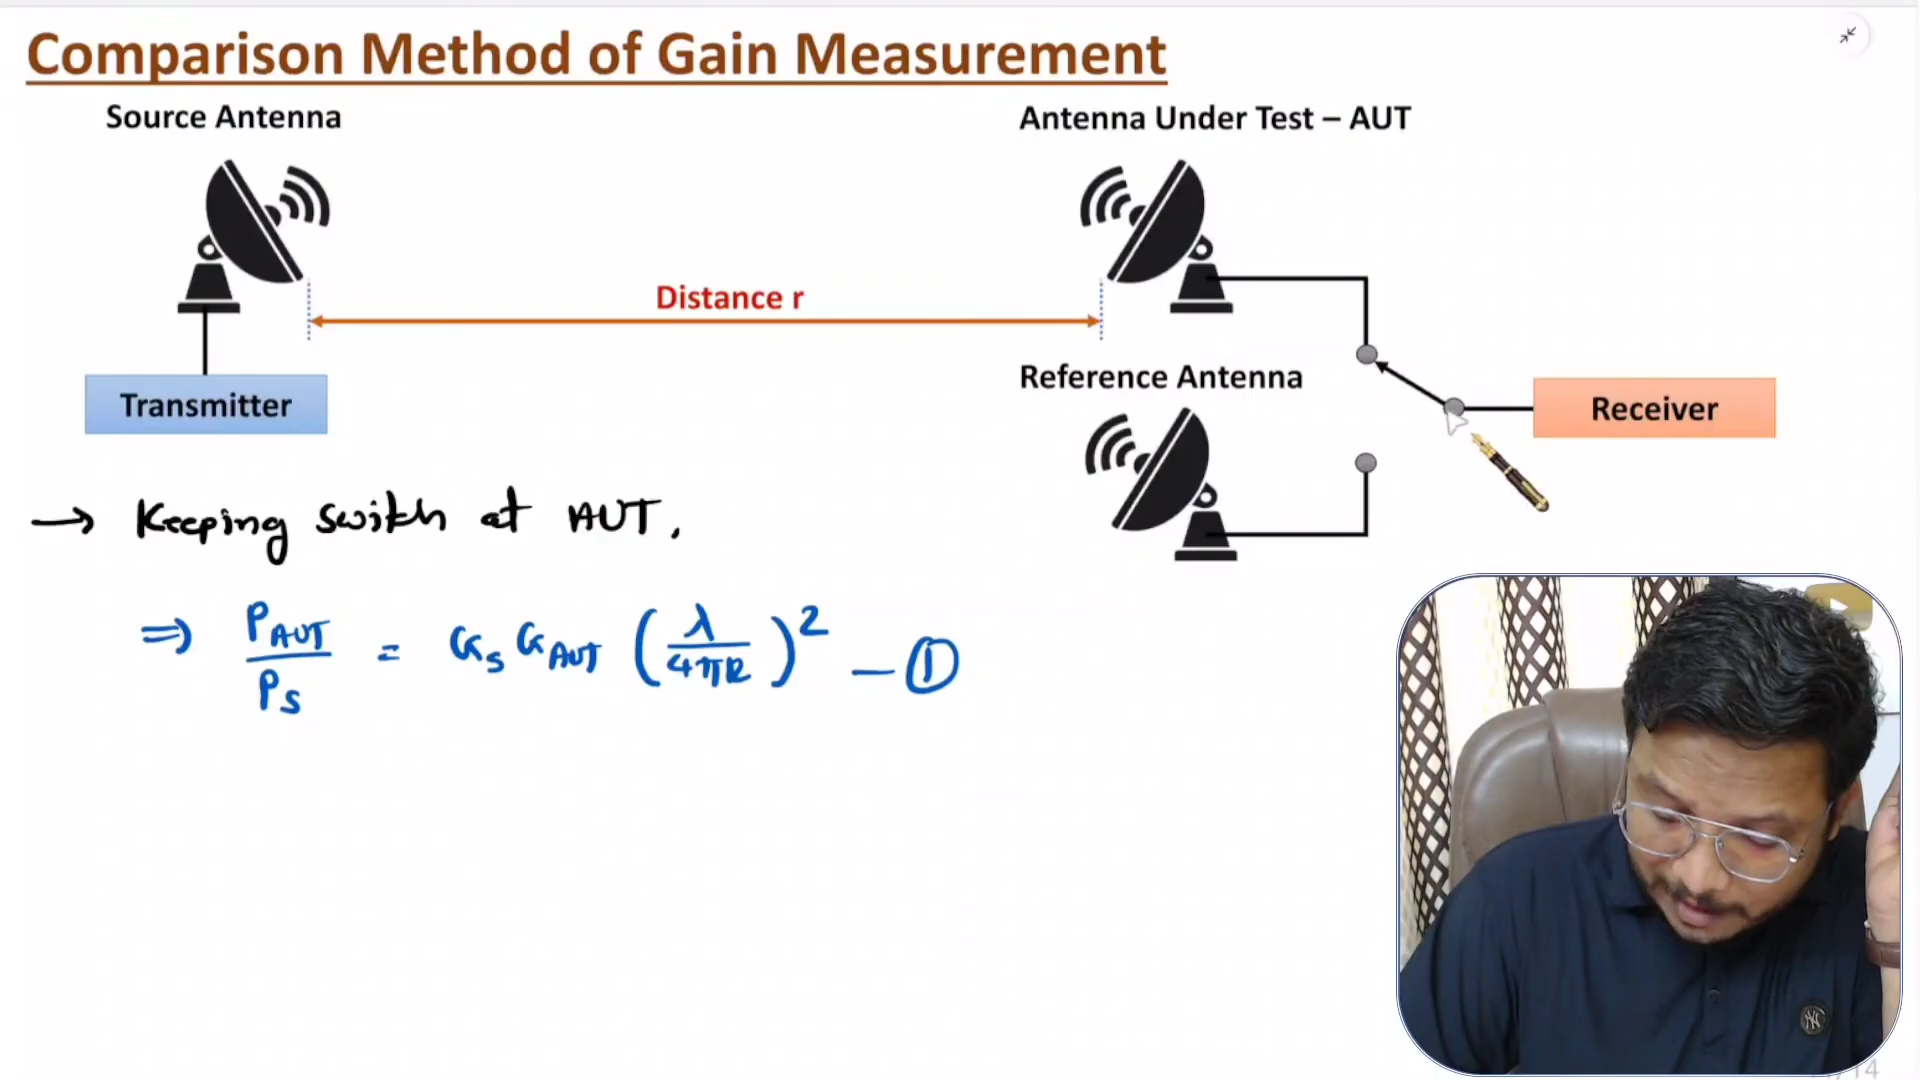 Comparison Method of Gain Measurement
Source Antenna
Antenna Under Test – AUT
Distance r
Reference Antenna
Transmitter
Receiver
→ Keeping switch at AUT.
⇒ P_AUT / P_S = G_S G_AUT (λ / 4πR)² — ①